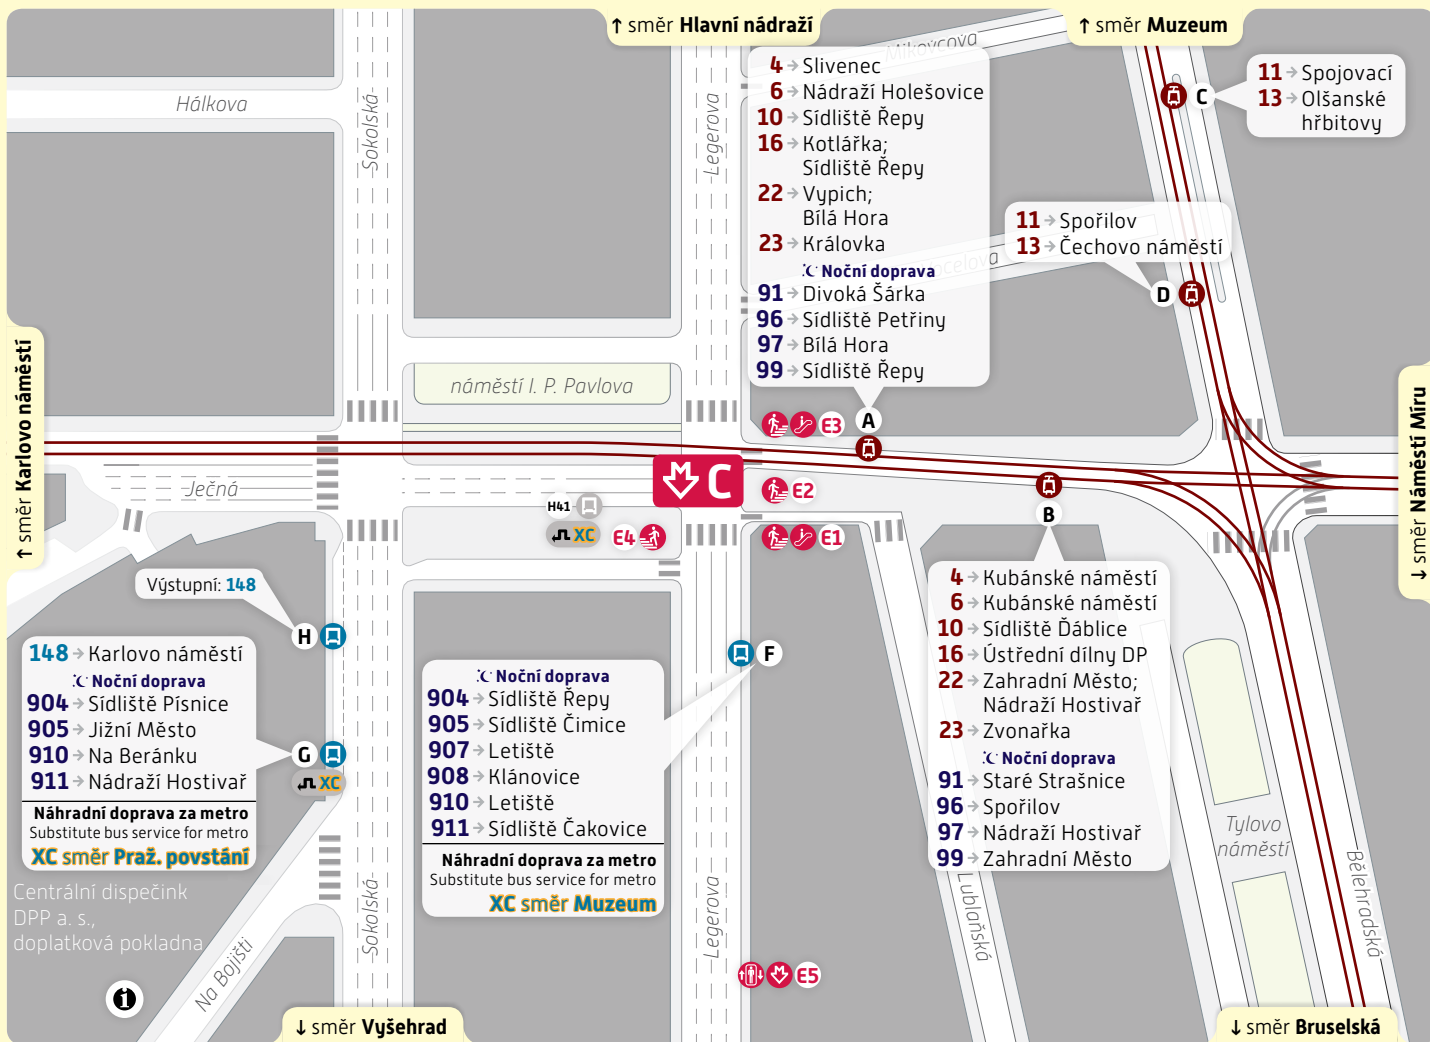 ↑ směr Hlavní nádraží
↑ směr Muzeum
Hálkova
Sokolská
Legerova
Mikovcova
4 → Slivenec
6 → Nádraží Holešovice
10 → Sídliště Řepy
16 → Kotlářka;
Sídliště Řepy
22 → Vypich;
Bílá Hora
23 → Královka
Noční doprava
91 → Divoká Šárka
96 → Sídliště Petřiny
97 → Bílá Hora
99 → Sídliště Řepy
C
11 → Spojovací
13 → Olšanské
hřbitovy
11 → Spořilov
13 → Čechovo náměstí
D
↑ směr Karlovo náměstí
náměstí I. P. Pavlova
E3
A
↓ směr Náměstí Míru
Ječná
C
E2
B
H41
XC
E4
E1
Výstupní: 148
H
148 → Karlovo náměstí
Noční doprava
904 → Sídliště Písnice
905 → Jižní Město
910 → Na Beránku
911 → Nádraží Hostivař
Náhradní doprava za metro
Substitute bus service for metro
XC směr Praž. povstání
G
XC
F
Noční doprava
904 → Sídliště Řepy
905 → Sídliště Čimice
907 → Letiště
908 → Klánovice
910 → Letiště
911 → Sídliště Čakovice
Náhradní doprava za metro
Substitute bus service for metro
XC směr Muzeum
4 → Kubánské náměstí
6 → Kubánské náměstí
10 → Sídliště Ďáblice
16 → Ústřední dílny DP
22 → Zahradní Město;
Nádraží Hostivař
23 → Zvonařka
Noční doprava
91 → Staré Strašnice
96 → Spořilov
97 → Nádraží Hostivař
99 → Zahradní Město
Tylovo
náměstí
Centrální dispečink
DPP a. s.,
doplatková pokladna
Na Bojišti
Sokolská
Legerova
Lublaňská
Bělehradská
E5
↓ směr Vyšehrad
↓ směr Bruselská